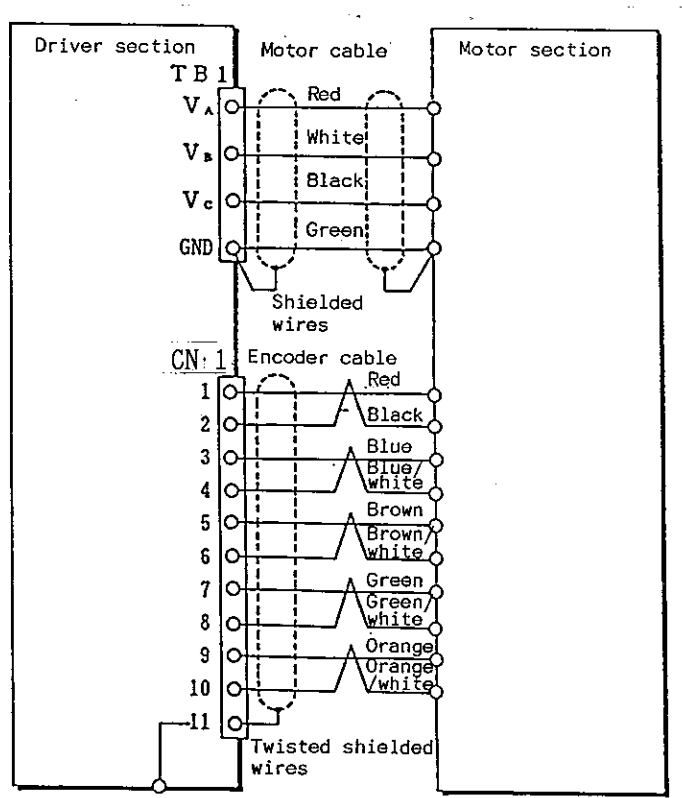 Driver section
Motor cable
Motor section
TB1
VA
Red
VB
White
VC
Black
GND
Green
Shielded
wires
CN 1
Encoder cable
1
Red
2
Black
3
Blue
4
Blue/
white
5
Brown
6
Brown/
white
7
Green
8
Green/
white
9
Orange
10
Orange
/white
11
Twisted shielded
wires